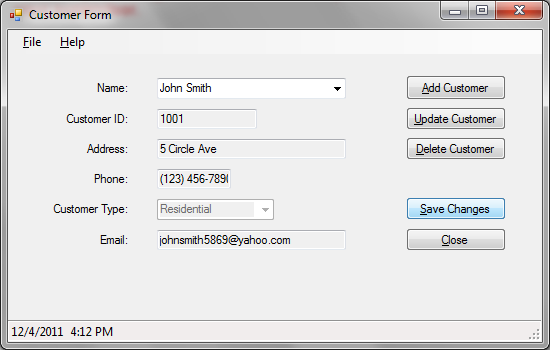 Customer Form
File Help
Name: John Smith Add Customer
Customer ID: 1001 Update Customer
Address: 5 Circle Ave Delete Customer
Phone: (123) 456-789
Customer Type: Residential Save Changes
Email: johnsmith5869@yahoo.com Close
12/4/2011 4:12 PM